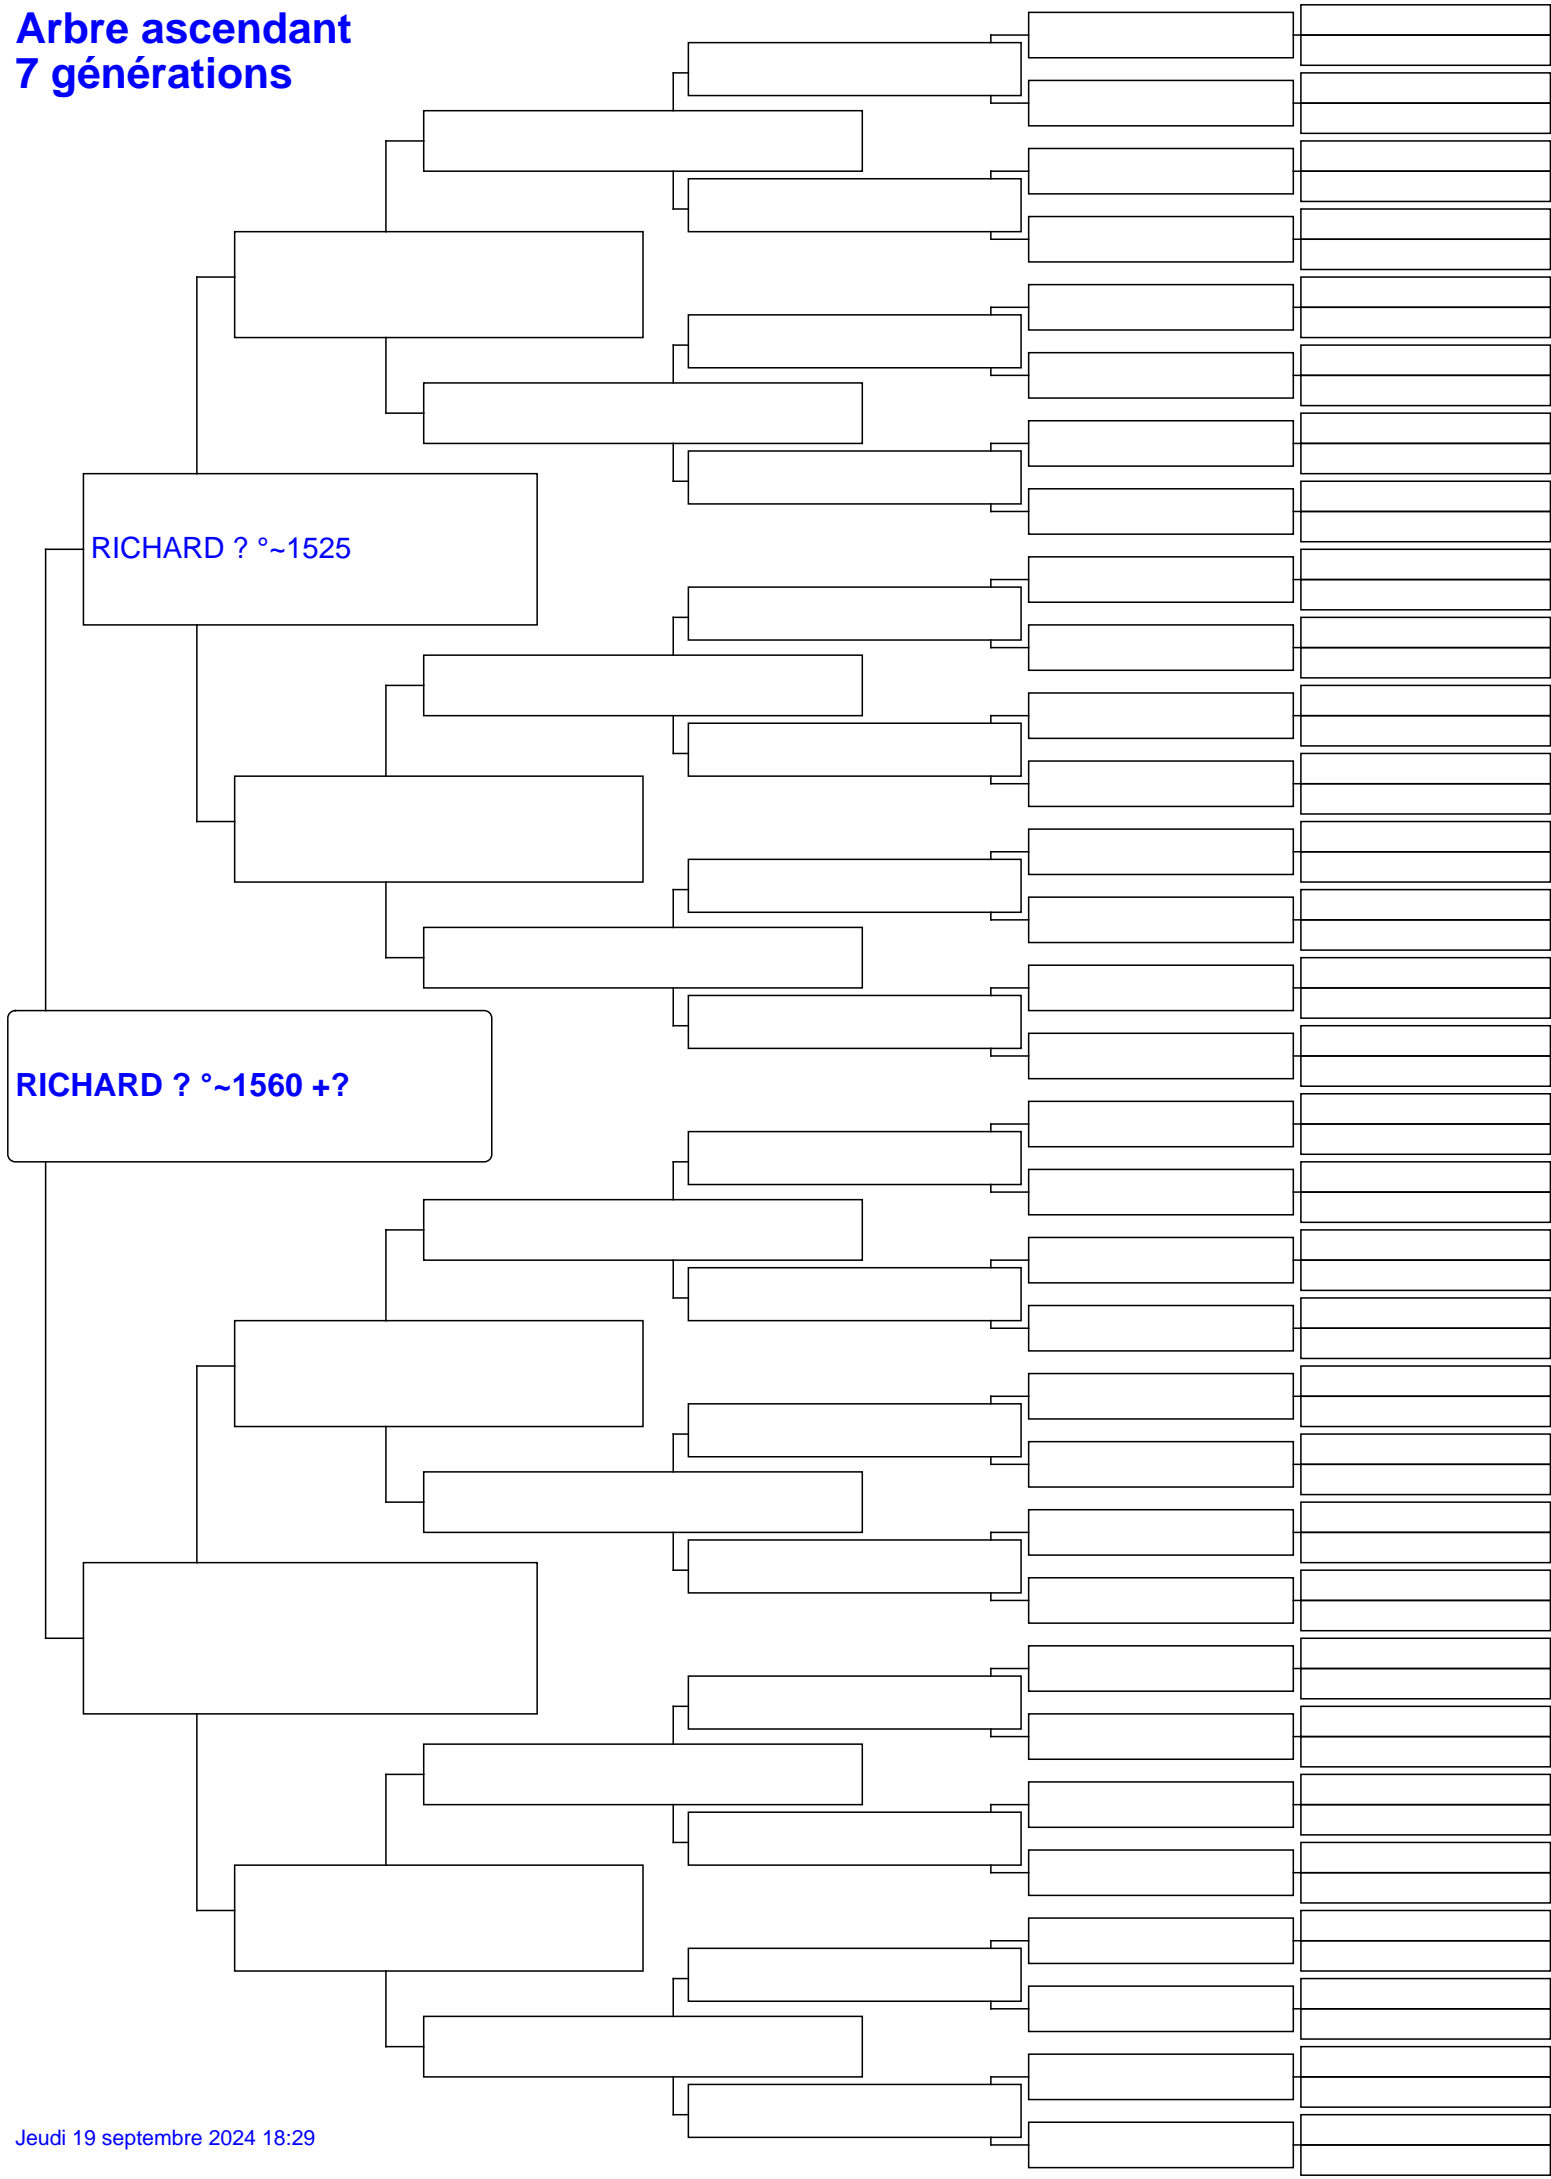 Arbre ascendant
7 générations
RICHARD ? °~1525
RICHARD ? °~1560 +?
Jeudi 19 septembre 2024 18:29